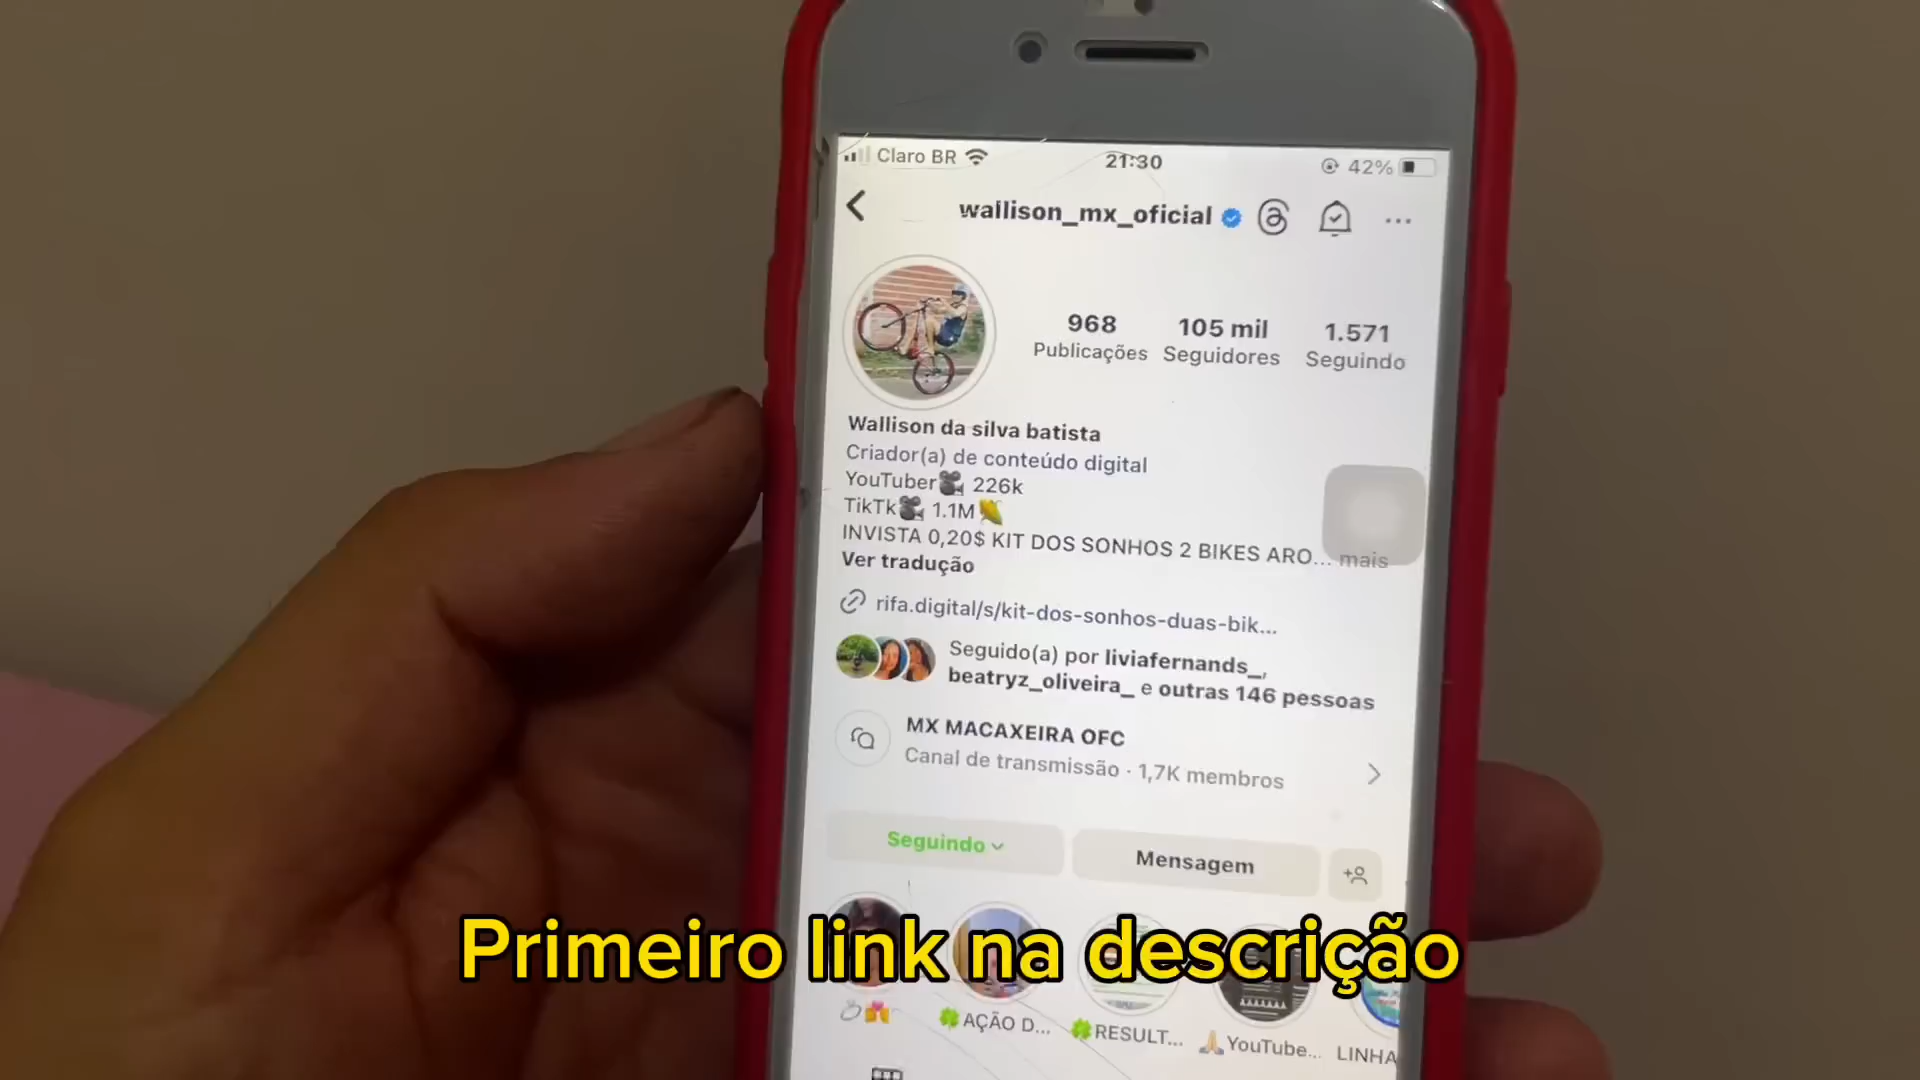 Claro BR
21:30
42%
wallison_mx_oficial
968
105 mil
1.571
Publicações
Seguidores
Seguindo
Wallison da silva batista
Criador(a) de conteúdo digital
YouTuber🎥 226k
TikTk🎥 1.1M🌽
INVISTA 0,20$ KIT DOS SONHOS 2 BIKES ARO... mais
Ver tradução
rifa.digital/s/kit-dos-sonhos-duas-bik...
Seguido(a) por liviafernands_,
beatryz_oliveira_ e outras 146 pessoas
MX MACAXEIRA OFC
Canal de transmissão · 1,7K membros
Seguindo
Mensagem
Primeiro link na descrição
🍀AÇÃO D...
🍀RESULT...
🙏YouTube...
LINHA